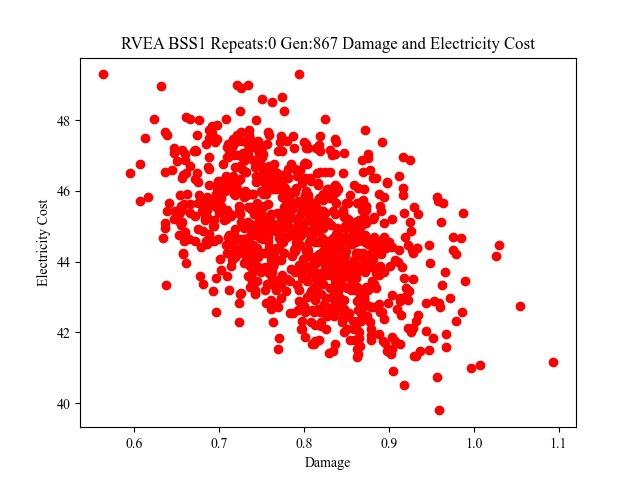 RVEA BSS1 Repeats:0 Gen:867 Damage and Electricity Cost
48
46
44
42
40
Electricity Cost
0.6 0.7 0.8 0.9 1.0 1.1
Damage